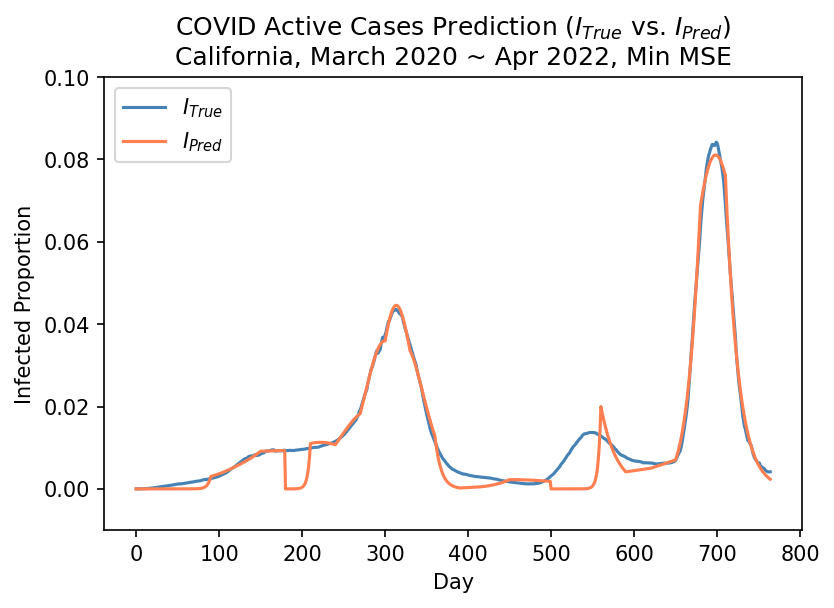 COVID Active Cases Prediction (I_True vs. I_Pred)
California, March 2020 ~ Apr 2022, Min MSE
I_True
I_Pred
Infected Proportion
0.10
0.08
0.06
0.04
0.02
0.00
0 100 200 300 400 500 600 700 800
Day